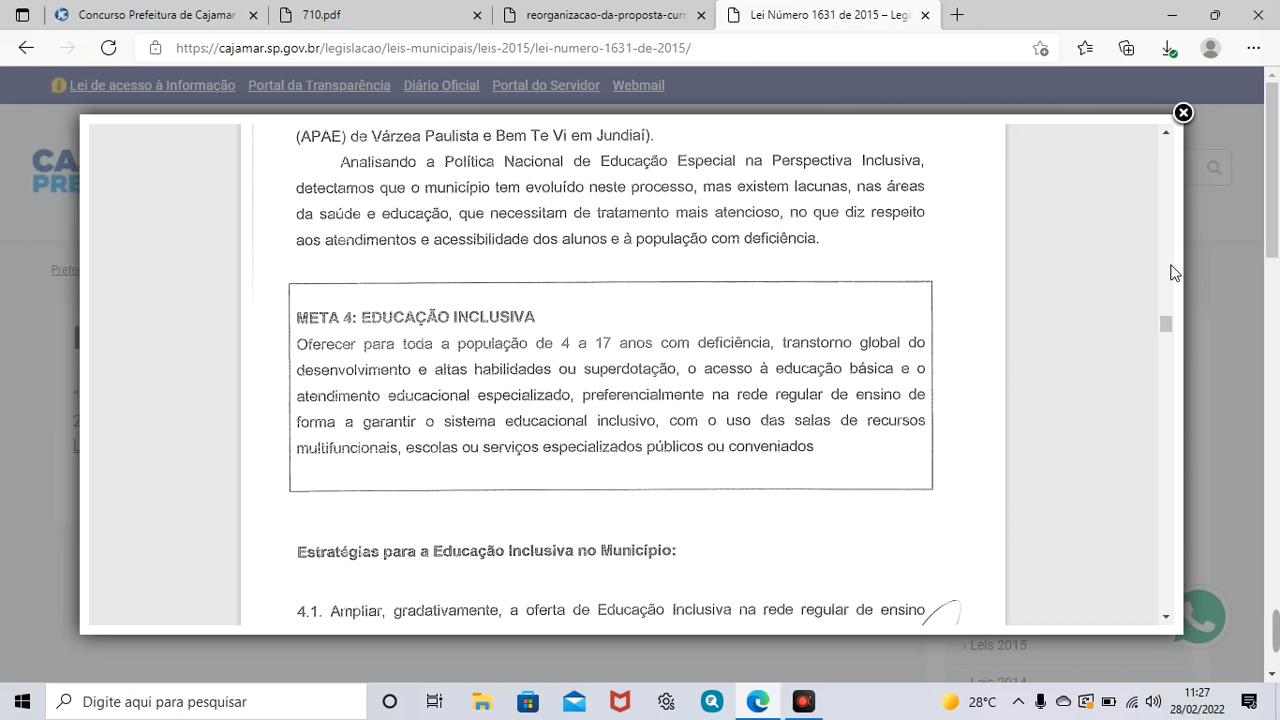 Concurso Prefeitura de Cajamar
710.pdf
reorganizacao-da-propost-curr
Lei Número 1631 de 2015 – Legis
https://cajamar.sp.gov.br/legislacao/leis-municipais/leis-2015/lei-numero-1631-de-2015/
Lei de acesso à Informação
Portal da Transparência
Diário Oficial
Portal do Servidor
Webmail
(APAE) de Várzea Paulista e Bem Te Vi em Jundiaí).
Analisando a Política Nacional de Educação Especial na Perspectiva Inclusiva,
detectamos que o município tem evoluído neste processo, mas existem lacunas, nas áreas
da saúde e educação, que necessitam de tratamento mais atencioso, no que diz respeito
aos atendimentos e acessibilidade dos alunos e à população com deficiência.
META 4: EDUCAÇÃO INCLUSIVA
Oferecer para toda a população de 4 a 17 anos com deficiência, transtorno global do
desenvolvimento e altas habilidades ou superdotação, o acesso à educação básica e o
atendimento educacional especializado, preferencialmente na rede regular de ensino de
forma a garantir o sistema educacional inclusivo, com o uso das salas de recursos
multifuncionais, escolas ou serviços especializados públicos ou conveniados
Estratégias para a Educação Inclusiva no Município:
4.1. Ampliar, gradativamente, a oferta de Educação Inclusiva na rede regular de ensino
› Leis 2015
Leis 2014
Digite aqui para pesquisar
28°C
11:27
28/02/2022